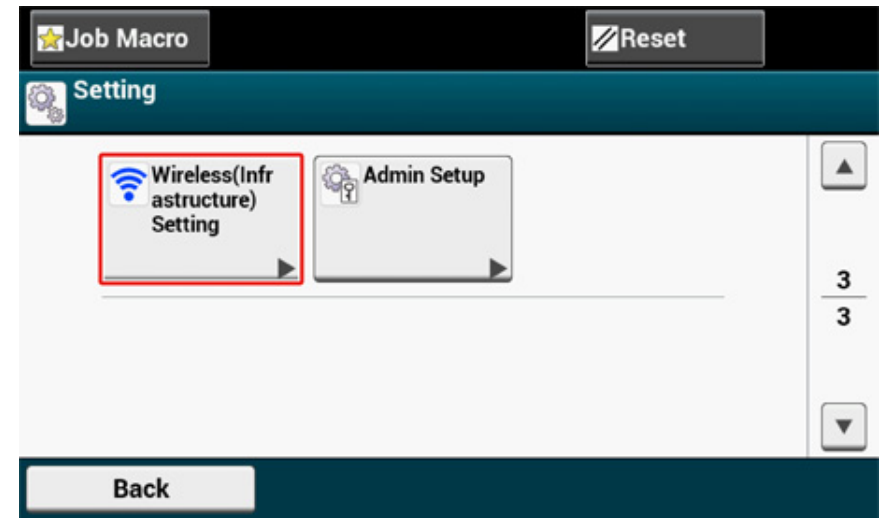 Job Macro
Reset
Setting
Wireless(Infr
astructure)
Setting
Admin Setup
3
3
Back